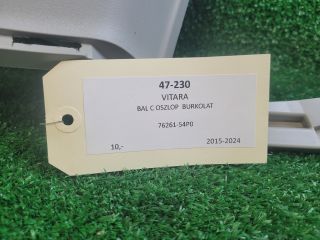 47-230
VITARA
BAL C OSZLOP BURKOLAT
76261-54P0
10,- 2015-2024